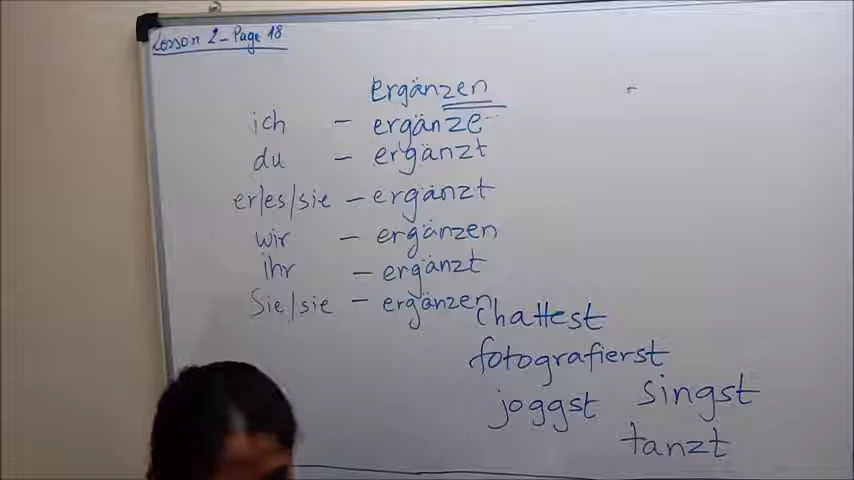 Lesson 2 - Page 18
ergänzen
ich - ergänze
du - ergänzt
er/es/sie - ergänzt
wir - ergänzen
ihr - ergänzt
Sie/sie - ergänzen
chattest
fotografierst
joggst singst
tanzt